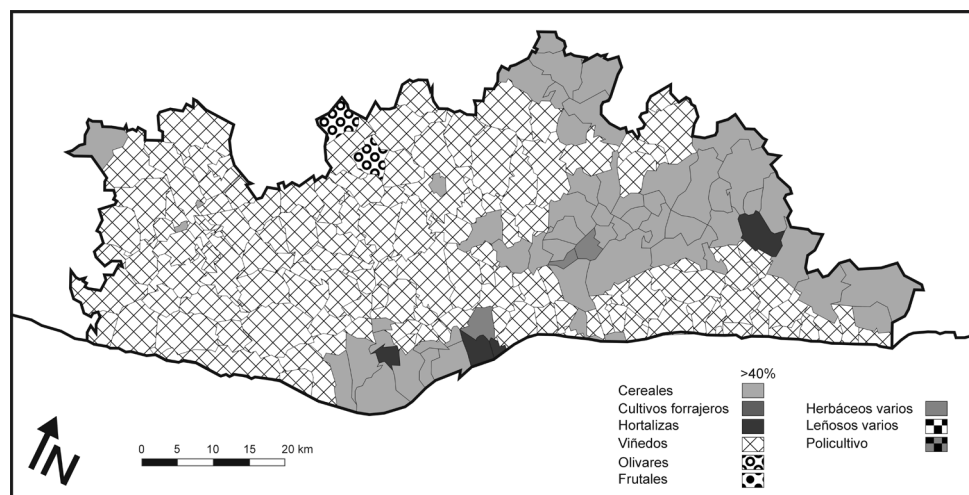 >40%
Cereales
Cultivos forrajeros
Hortalizas
Viñedos
Olivares
Frutales
Herbáceos varios
Leñosos varios
Policultivo
N
0 5 10 15 20 km